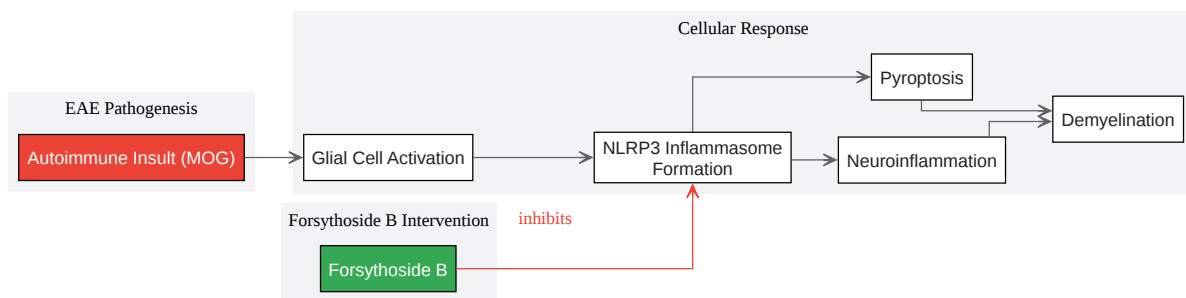 Cellular Response
Pyroptosis
EAE Pathogenesis
Demyelination
Autoimmune Insult (MOG)
Glial Cell Activation
NLRP3 Inflammasome
Formation
Neuroinflammation
Forsythoside B Intervention
inhibits
Forsythoside B